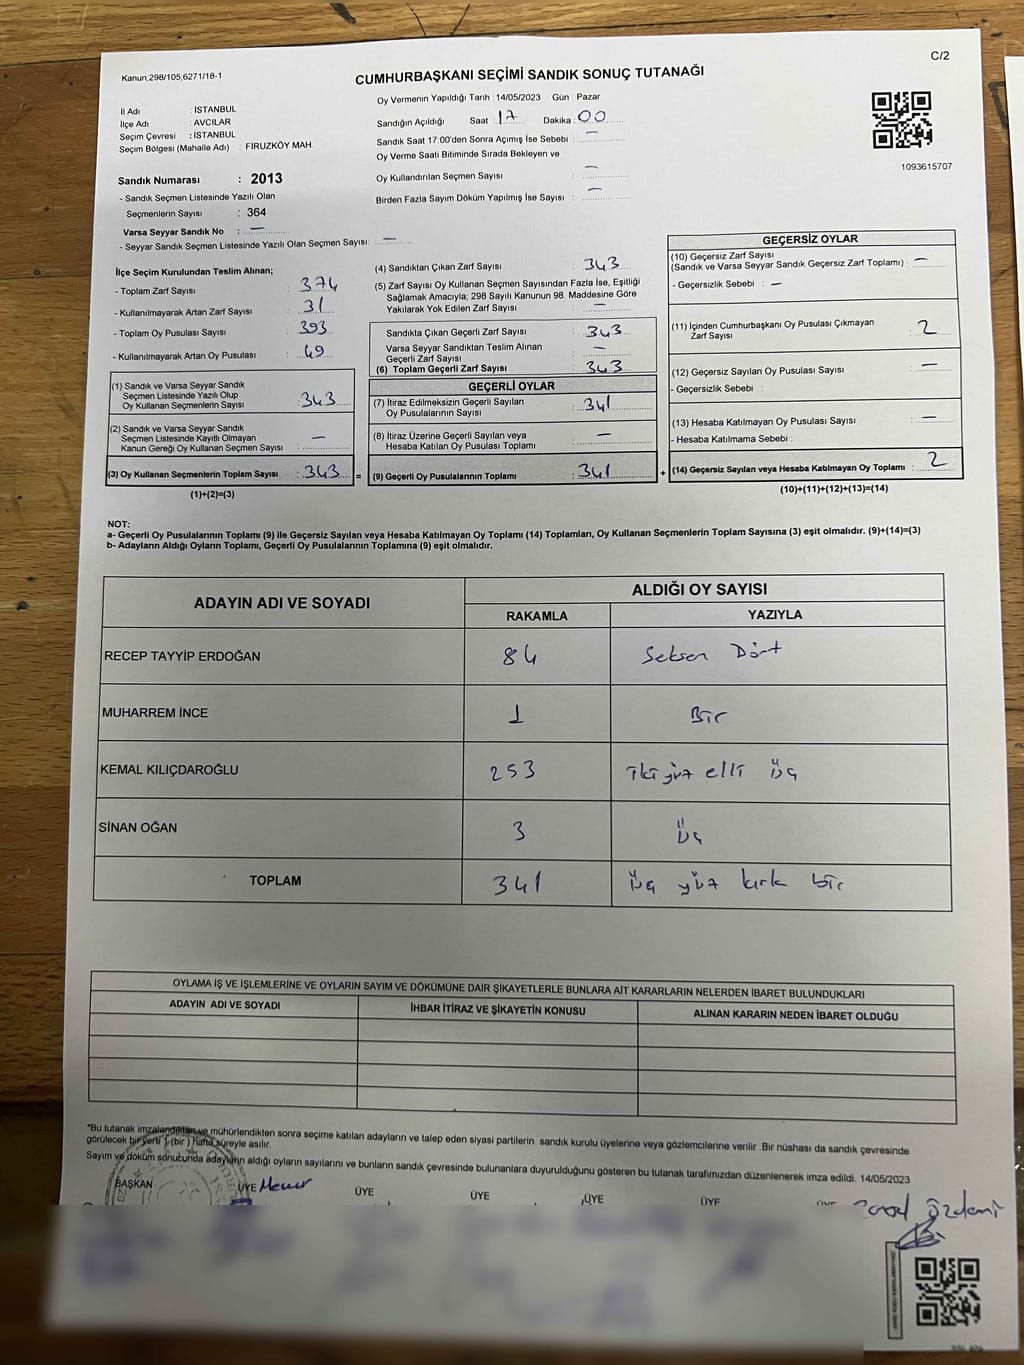 C/2
Kanun;298/105;6271/18-1
CUMHURBAŞKANI SEÇİMİ SANDIK SONUÇ TUTANAĞI
İl Adı : İSTANBUL
İlçe Adı : AVCILAR
Seçim Çevresi : İSTANBUL
Seçim Bölgesi (Mahalle Adı) : FİRUZKÖY MAH.
Oy Vermenin Yapıldığı Tarih : 14/05/2023 Gün : Pazar
Sandığın Açıldığı Saat : 17 Dakika : 00
Sandık Saat 17:00'den Sonra Açımış İse Sebebi : —
Oy Verme Saati Bitiminde Sırada Bekleyen ve
Oy Kullandırılan Seçmen Sayısı : —
Birden Fazla Sayım Döküm Yapılmış İse Sayısı : —
1093615707
Sandık Numarası : 2013
- Sandık Seçmen Listesinde Yazılı Olan
Seçmenlerin Sayısı : 364
Varsa Seyyar Sandık No : —
- Seyyar Sandık Seçmen Listesinde Yazılı Olan Seçmen Sayısı: —
İlçe Seçim Kurulundan Teslim Alınan;
- Toplam Zarf Sayısı : 374
- Kullanılmayarak Artan Zarf Sayısı : 31
- Toplam Oy Pusulası Sayısı : 393
- Kullanılmayarak Artan Oy Pusulası : 49
(1) Sandık ve Varsa Seyyar Sandık
Seçmen Listesinde Yazılı Olup
Oy Kullanan Seçmenlerin Sayısı : 343
(2) Sandık ve Varsa Seyyar Sandık
Seçmen Listesinde Kayıtlı Olmayan
Kanun Gereği Oy Kullanan Seçmen Sayısı : —
(3) Oy Kullanan Seçmenlerin Toplam Sayısı : 343 =
(1)+(2)=(3)
(4) Sandıktan Çıkan Zarf Sayısı : 343
(5) Zarf Sayısı Oy Kullanan Seçmen Sayısından Fazla İse, Eşitliği
Sağlamak Amacıyla, 298 Sayılı Kanunun 98. Maddesine Göre
Yakılarak Yok Edilen Zarf Sayısı : —
Sandıkta Çıkan Geçerli Zarf Sayısı : 343
Varsa Seyyar Sandıktan Teslim Alınan
Geçerli Zarf Sayısı : —
(6) Toplam Geçerli Zarf Sayısı : 343
GEÇERLİ OYLAR
(7) İtiraz Edilmeksizin Geçerli Sayılan
Oy Pusulalarının Sayısı : 341
(8) İtiraz Üzerine Geçerli Sayılan veya
Hesaba Katılan Oy Pusulası Toplamı : —
(9) Geçerli Oy Pusulalarının Toplamı : 341 +
GEÇERSİZ OYLAR
(10) Geçersiz Zarf Sayısı
(Sandık ve Varsa Seyyar Sandık Geçersiz Zarf Toplamı) : —
- Geçersizlik Sebebi : —
(11) İçinden Cumhurbaşkanı Oy Pusulası Çıkmayan
Zarf Sayısı : 2
(12) Geçersiz Sayılan Oy Pusulası Sayısı : —
- Geçersizlik Sebebi :
(13) Hesaba Katılmayan Oy Pusulası Sayısı : —
- Hesaba Katılmama Sebebi :
(14) Geçersiz Sayılan veya Hesaba Katılmayan Oy Toplamı : 2
(10)+(11)+(12)+(13)=(14)
NOT:
a- Geçerli Oy Pusulalarının Toplamı (9) ile Geçersiz Sayılan veya Hesaba Katılmayan Oy Toplamı (14) Toplamları, Oy Kullanan Seçmenlerin Toplam Sayısına (3) eşit olmalıdır. (9)+(14)=(3)
b- Adayların Aldığı Oyların Toplamı, Geçerli Oy Pusulalarının Toplamına (9) eşit olmalıdır.
ADAYIN ADI VE SOYADI
ALDIĞI OY SAYISI
RAKAMLA YAZIYLA
RECEP TAYYİP ERDOĞAN 84 Seksen Dört
MUHARREM İNCE 1 Bir
KEMAL KILIÇDAROĞLU 253 iki yüz elli üç
SİNAN OĞAN 3 üç
TOPLAM 341 üç yüz kırk bir
OYLAMA İŞ VE İŞLEMLERİNE VE OYLARIN SAYIM VE DÖKÜMÜNE DAİR ŞİKAYETLERLE BUNLARA AİT KARARLARIN NELERDEN İBARET BULUNDUKLARI
ADAYIN ADI VE SOYADI İHBAR İTİRAZ VE ŞİKAYETİN KONUSU ALINAN KARARIN NEDEN İBARET OLDUĞU
*Bu tutanak imzalandıktan ve mühürlendikten sonra seçime katılan adayların ve talep eden siyasi partilerin sandık kurulu üyelerine veya gözlemcilerine verilir. Bir nüshası da sandık çevresinde
görülecek bir yere 1 (bir) hafta süreyle asılır.
Sayım ve döküm sonucunda adayların aldığı oyların sayılarını ve bunların sandık çevresinde bulunanlara duyurulduğunu gösteren bu tutanak tarafımızdan düzenlenerek imza edildi. 14/05/2023
BAŞKAN ÜYE ÜYE ÜYE ÜYE ÜYE